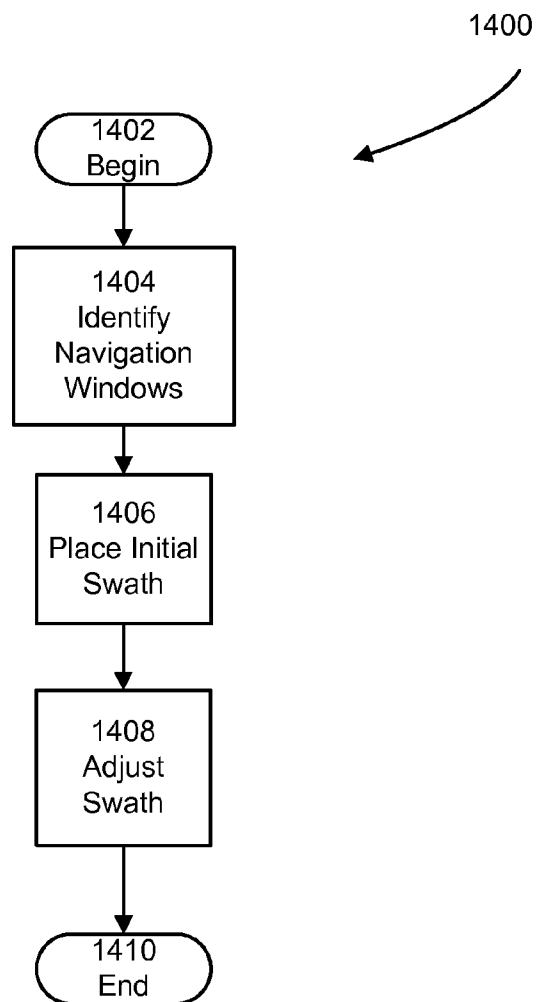 1400
1402
Begin
1404
Identify
Navigation
Windows
1406
Place Initial
Swath
1408
Adjust
Swath
1410
End